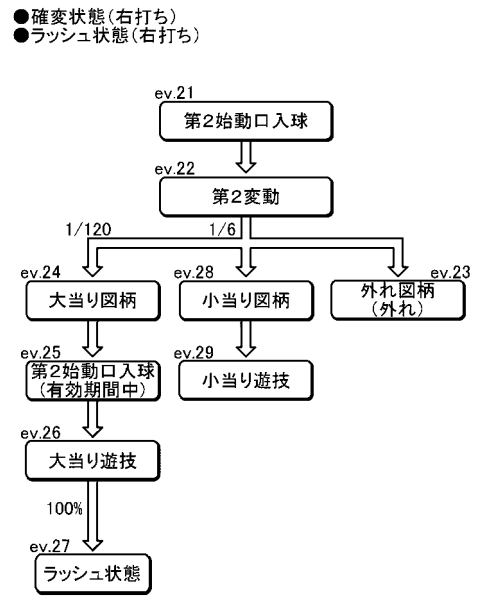 ●確変状態(右打ち)
●ラッシュ状態(右打ち)
ev.21
第2始動口入球
ev.22
第2変動
1/120
1/6
ev.24
大当り図柄
ev.28
小当り図柄
ev.23
外れ図柄
(外れ)
ev.25
第2始動口入球
(有効期間中)
ev.29
小当り遊技
ev.26
大当り遊技
100%
ev.27
ラッシュ状態